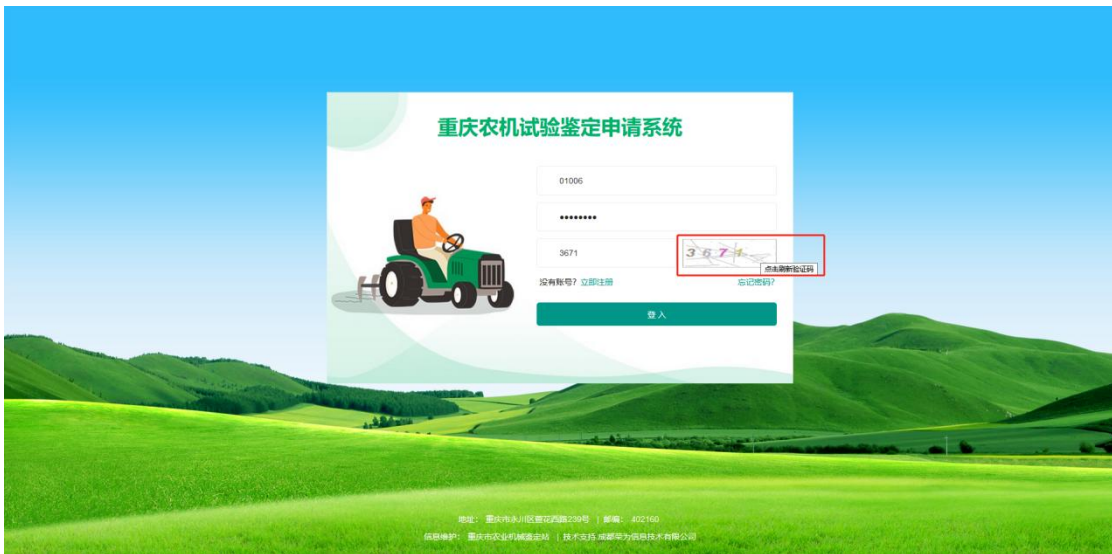 重庆农机试验鉴定申请系统
01006
••••••••
3671
3671
点击刷新验证码
没有账号? 立即注册
忘记密码?
登入
地址： 重庆市永川区萱花西路239号 | 邮编： 402160
信息维护： 重庆市农业机械鉴定站 | 技术支持 成都荣为信息技术有限公司